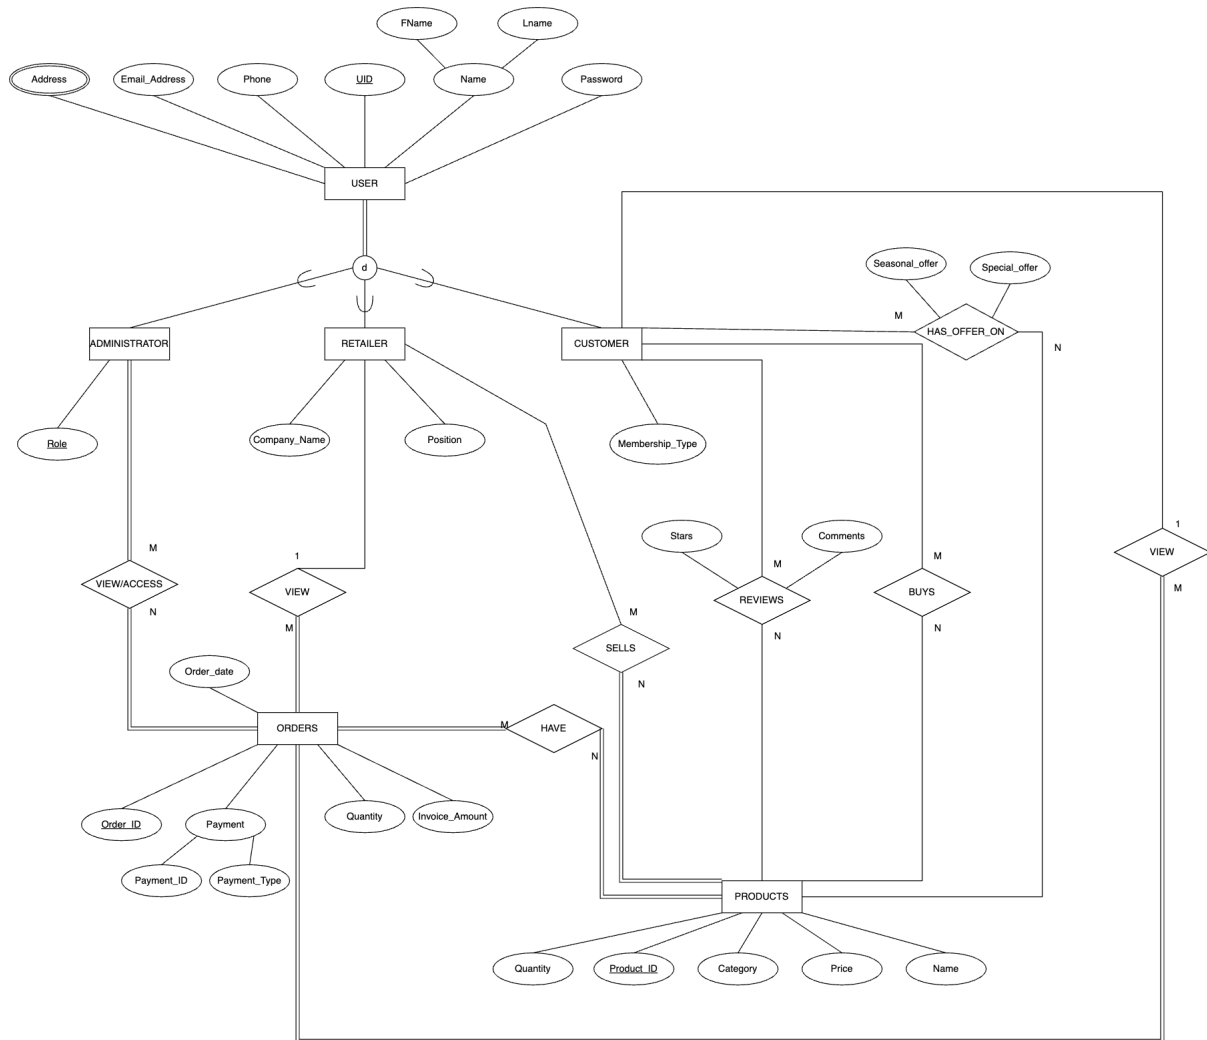 FName
Lname
Address
Email_Address
Phone
UID
Name
Password
USER
d
Seasonal_offer
Special_offer
M
HAS_OFFER_ON
N
ADMINISTRATOR
RETAILER
CUSTOMER
Role
Company_Name
Position
Membership_Type
M
VIEW/ACCESS
N
1
VIEW
M
Stars
Comments
M
REVIEWS
N
M
BUYS
N
1
VIEW
M
M
SELLS
N
Order_date
ORDERS
M
HAVE
N
Order_ID
Payment
Quantity
Invoice_Amount
Payment_ID
Payment_Type
PRODUCTS
Quantity
Product_ID
Category
Price
Name